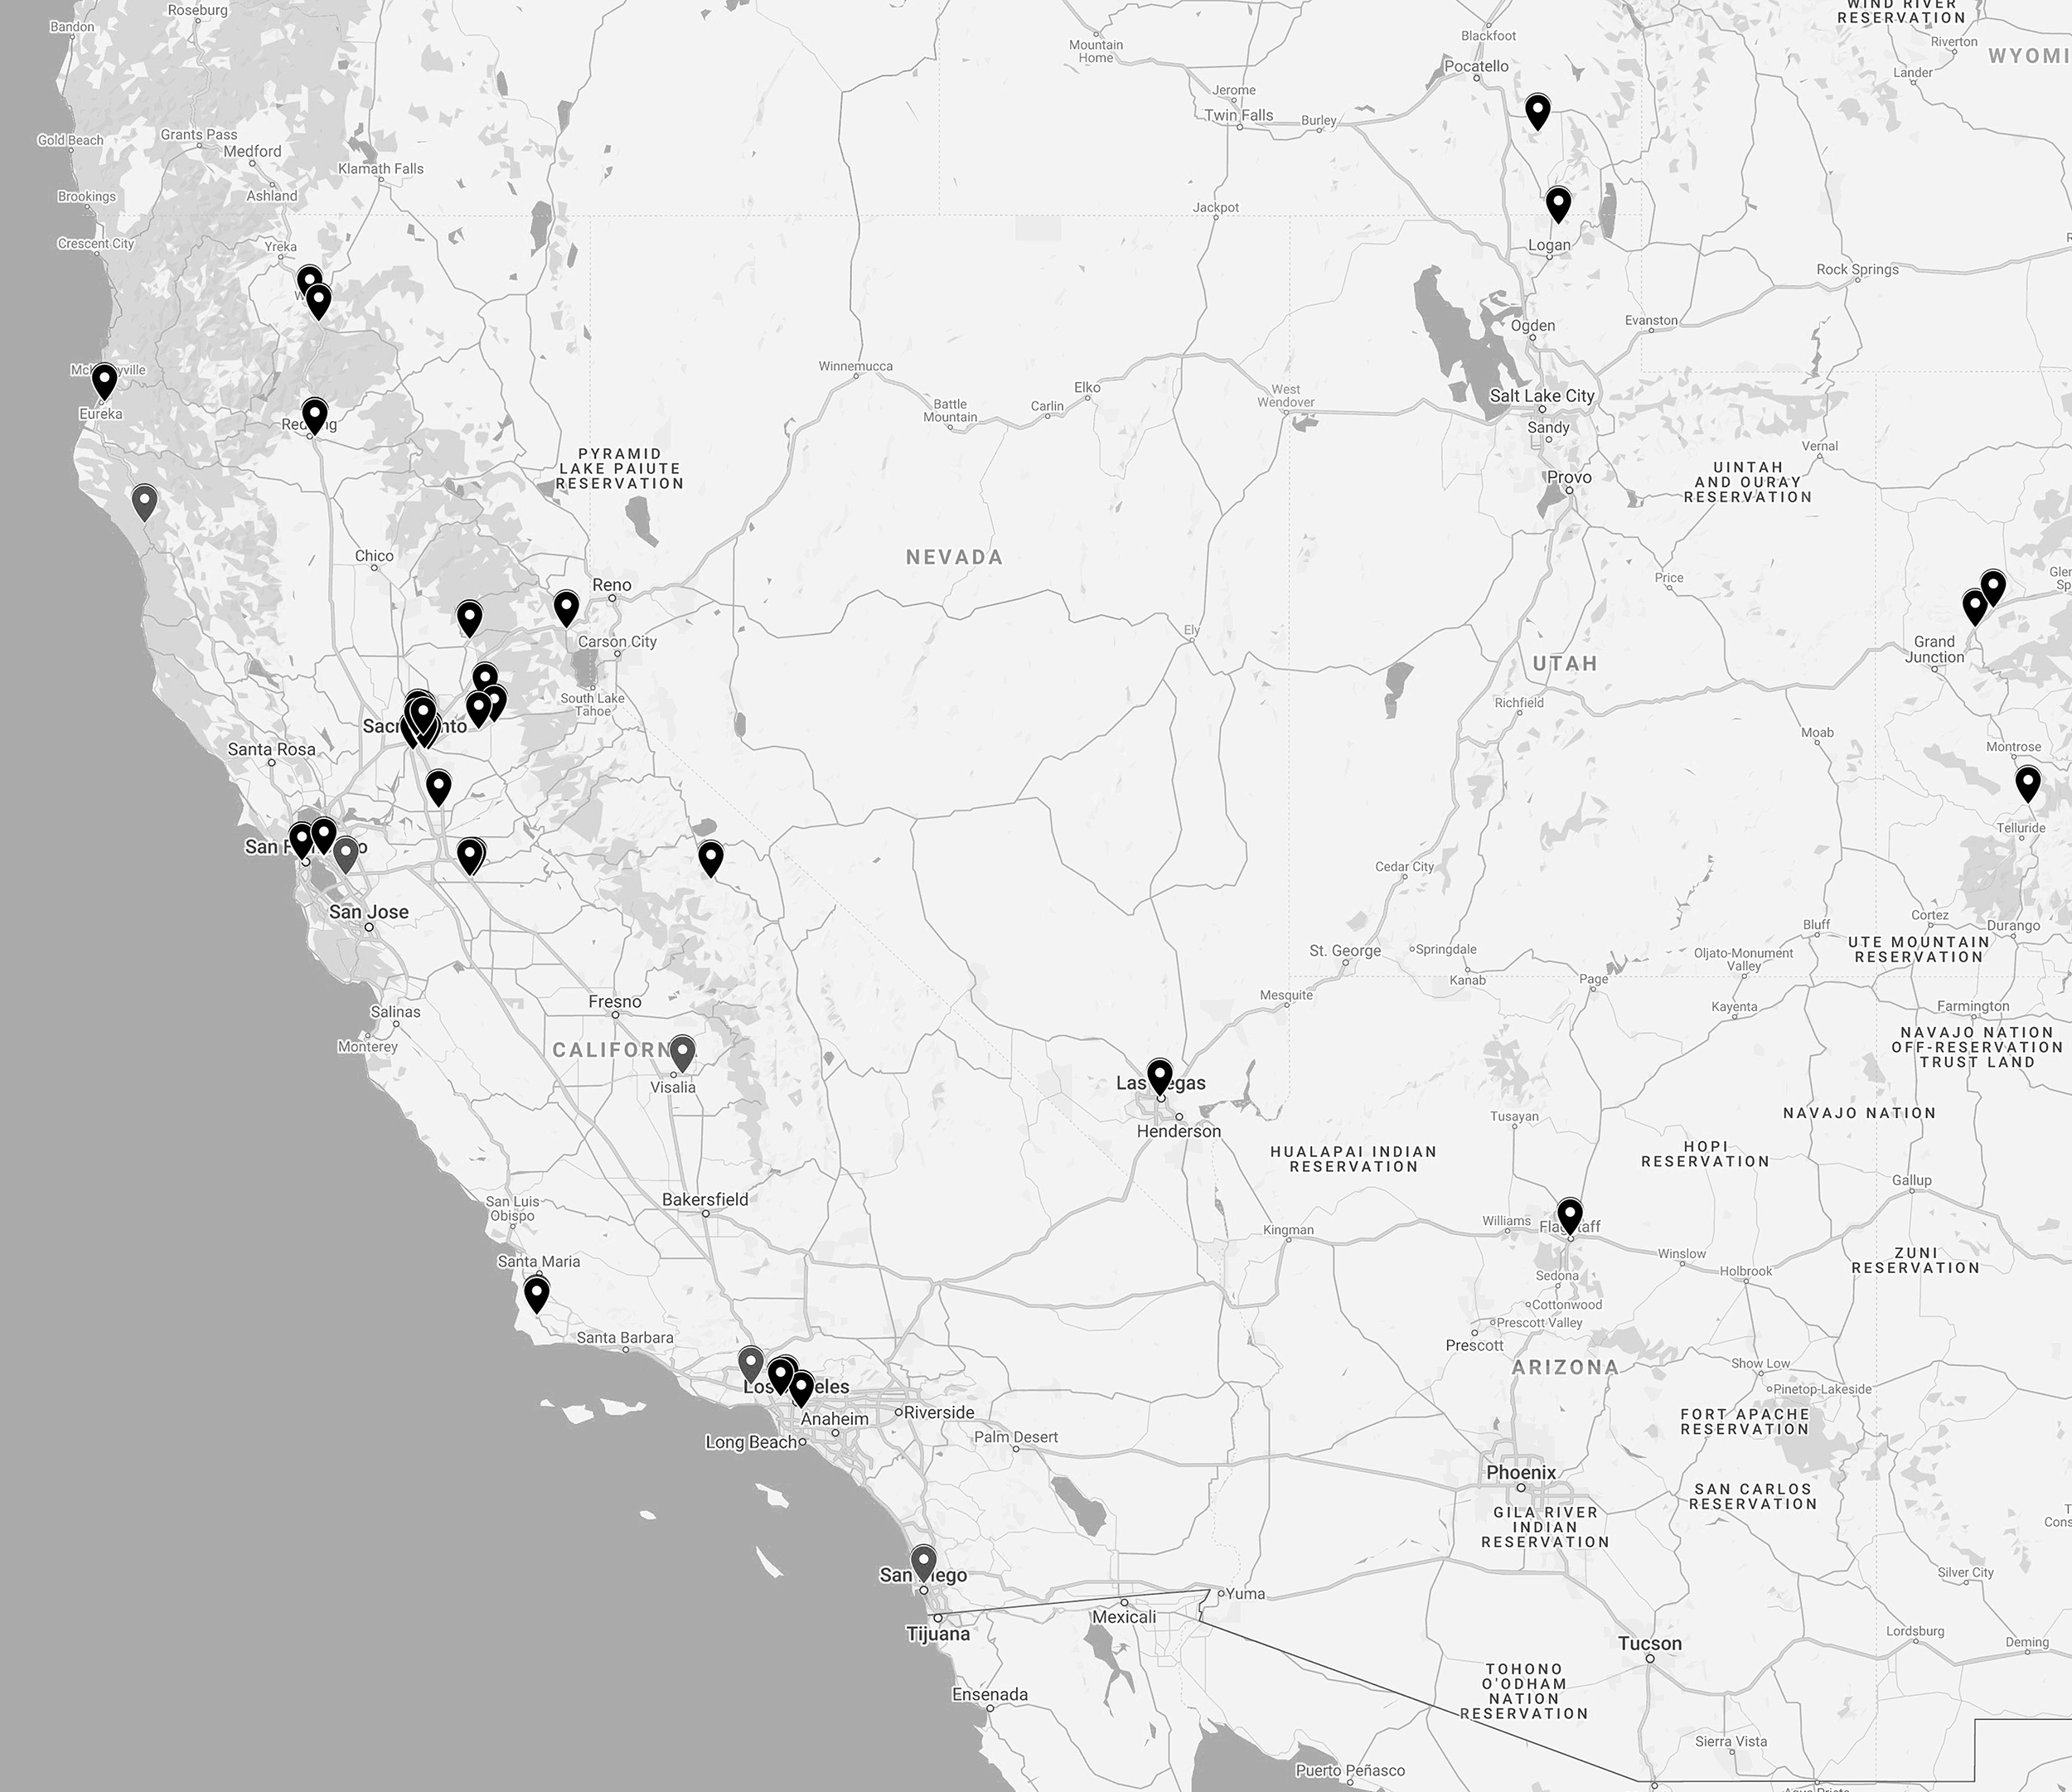 Roseburg
Bandon
WIND RIVER
RESERVATION
Riverton
WYOMI
Lander
Mountain
Home
Blackfoot
Pocatello
Jerome
Twin Falls
Burley
Gold Beach
Grants Pass
Medford
Klamath Falls
Ashland
Brookings
Jackpot
Crescent City
Yreka
Logan
Rock Springs
Ogden
Evanston
Winnemucca
Elko
West
Wendover
Battle
Mountain
Carlin
Salt Lake City
Sandy
Eureka
Vernal
PYRAMID
LAKE PAIUTE
RESERVATION
UINTAH
AND OURAY
RESERVATION
Provo
Chico
NEVADA
Reno
Price
Glen
Sp
Carson City
Ely
Grand
Junction
UTAH
South Lake
Tahoe
Richfield
Moab
Montrose
Santa Rosa
Telluride
Cedar City
San Jose
St. George
Springdale
Kanab
Page
Bluff
Cortez
Durango
UTE MOUNTAIN
RESERVATION
Oljato-Monument
Valley
Mesquite
Kayenta
Farmington
Fresno
Salinas
Monterey
CALIFORN
Visalia
NAVAJO NATION
OFF-RESERVATION
TRUST LAND
Henderson
Tusayan
NAVAJO NATION
HUALAPAI INDIAN
RESERVATION
HOPI
RESERVATION
Gallup
Bakersfield
San Luis
Obispo
Kingman
Williams
Flagstaff
Winslow
Holbrook
ZUNI
RESERVATION
Santa Maria
Sedona
Cottonwood
Prescott Valley
Prescott
Santa Barbara
ARIZONA
Show Low
Pinetop-Lakeside
Los Angeles
Riverside
Anaheim
Long Beach
Palm Desert
FORT APACHE
RESERVATION
Phoenix
SAN CARLOS
RESERVATION
GILA RIVER
INDIAN
RESERVATION
T
Cons
San Diego
Yuma
Mexicali
Tijuana
Silver City
Tucson
Lordsburg
Deming
TOHONO
O'ODHAM
NATION
RESERVATION
Ensenada
Sierra Vista
Puerto Peñasco